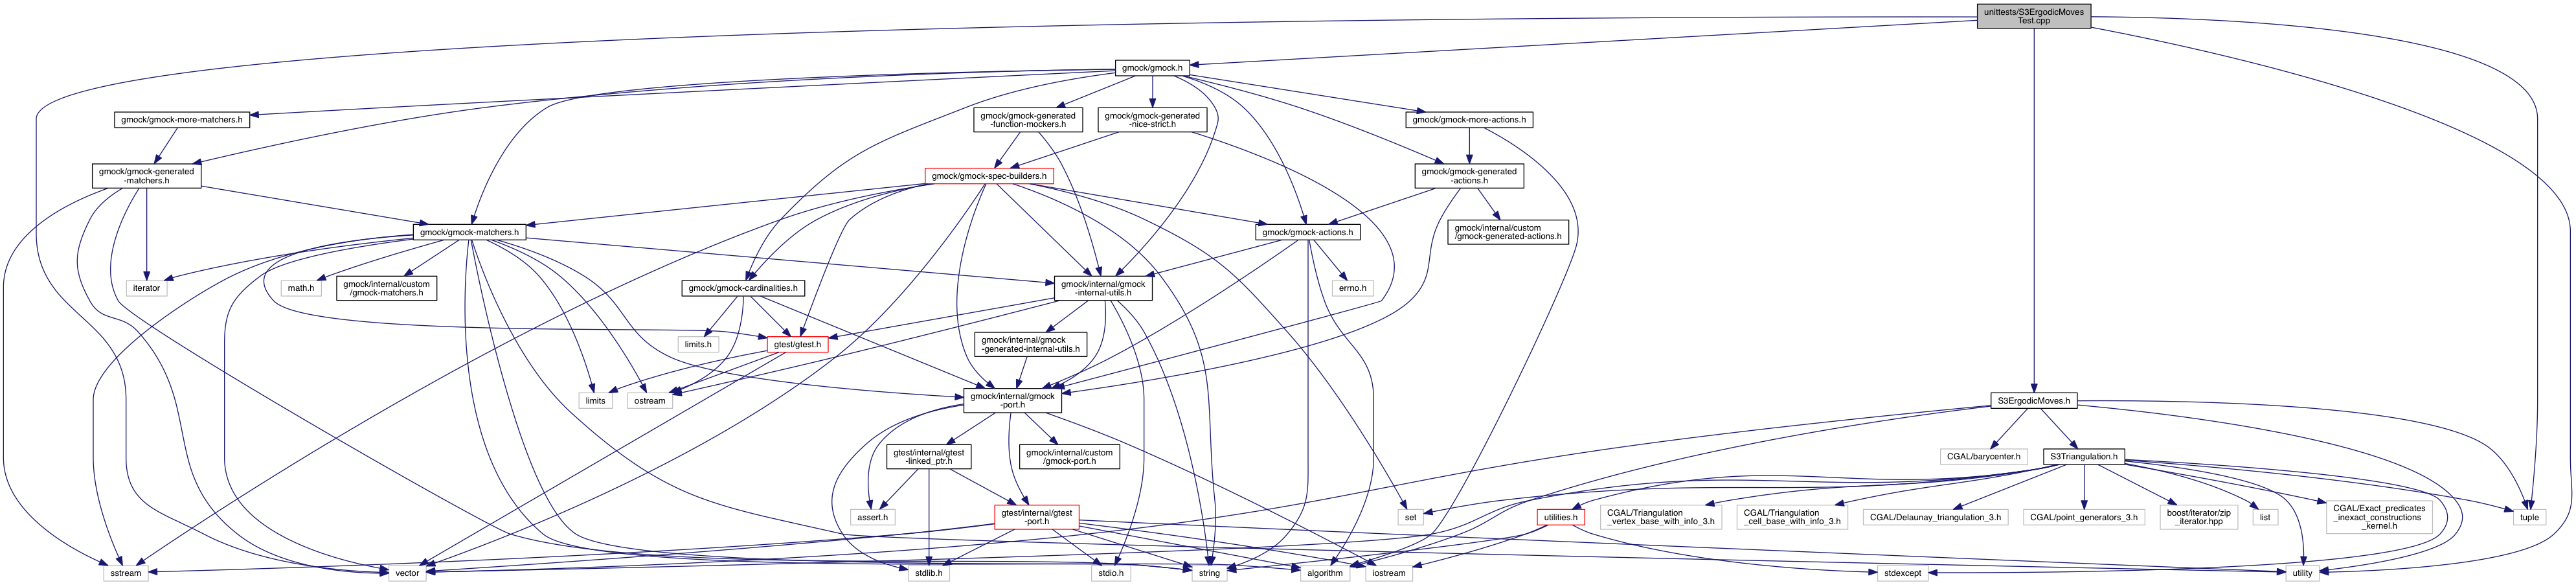 unittests/S3ErgodicMoves
Test.cpp
gmock/gmock.h
gmock/gmock-more-matchers.h
gmock/gmock-generated
-function-mockers.h
gmock/gmock-generated
-nice-strict.h
gmock/gmock-more-actions.h
gmock/gmock-generated
-matchers.h
gmock/gmock-spec-builders.h
gmock/gmock-generated
-actions.h
gmock/gmock-matchers.h
gmock/gmock-actions.h
gmock/internal/custom
/gmock-generated-actions.h
iterator
math.h
gmock/internal/custom
/gmock-matchers.h
gmock/gmock-cardinalities.h
gmock/internal/gmock
-internal-utils.h
errno.h
limits.h
gtest/gtest.h
gmock/internal/gmock
-generated-internal-utils.h
limits
ostream
gmock/internal/gmock
-port.h
S3ErgodicMoves.h
gtest/internal/gtest
-linked_ptr.h
gmock/internal/custom
/gmock-port.h
CGAL/barycenter.h
S3Triangulation.h
assert.h
gtest/internal/gtest
-port.h
set
utilities.h
CGAL/Triangulation
_vertex_base_with_info_3.h
CGAL/Triangulation
_cell_base_with_info_3.h
CGAL/Delaunay_triangulation_3.h
CGAL/point_generators_3.h
boost/iterator/zip
_iterator.hpp
list
CGAL/Exact_predicates
_inexact_constructions
_kernel.h
tuple
sstream
vector
stdlib.h
stdio.h
string
algorithm
iostream
stdexcept
utility